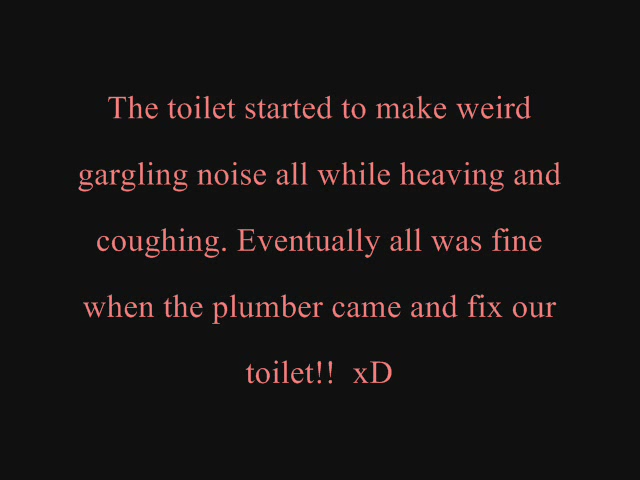 The toilet started to make weird
gargling noise all while heaving and
coughing. Eventually all was fine
when the plumber came and fix our
toilet!!  xD